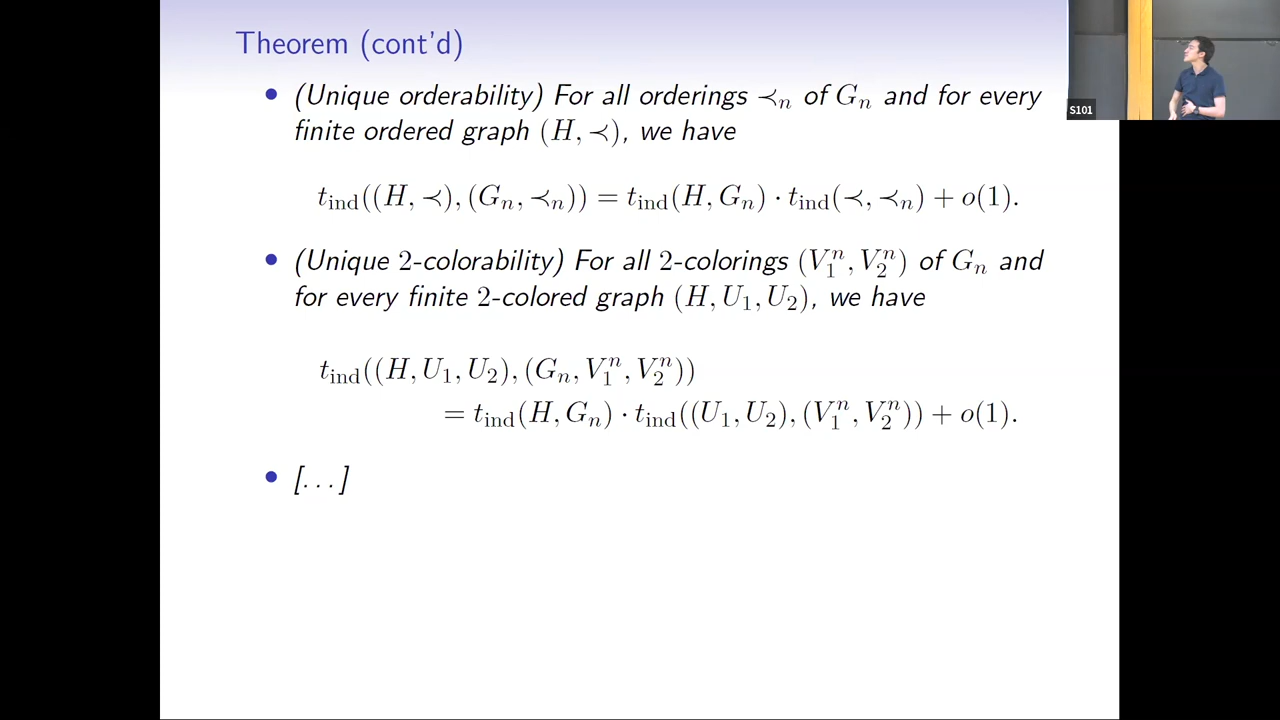 Theorem (cont'd)
• (Unique orderability) For all orderings ≺ₙ of Gₙ and for every
finite ordered graph (H, ≺), we have
t_ind((H, ≺), (Gₙ, ≺ₙ)) = t_ind(H, Gₙ) · t_ind(≺, ≺ₙ) + o(1).
• (Unique 2-colorability) For all 2-colorings (V₁ⁿ, V₂ⁿ) of Gₙ and
for every finite 2-colored graph (H, U₁, U₂), we have
t_ind((H, U₁, U₂), (Gₙ, V₁ⁿ, V₂ⁿ))
= t_ind(H, Gₙ) · t_ind((U₁, U₂), (V₁ⁿ, V₂ⁿ)) + o(1).
• [...]
S101